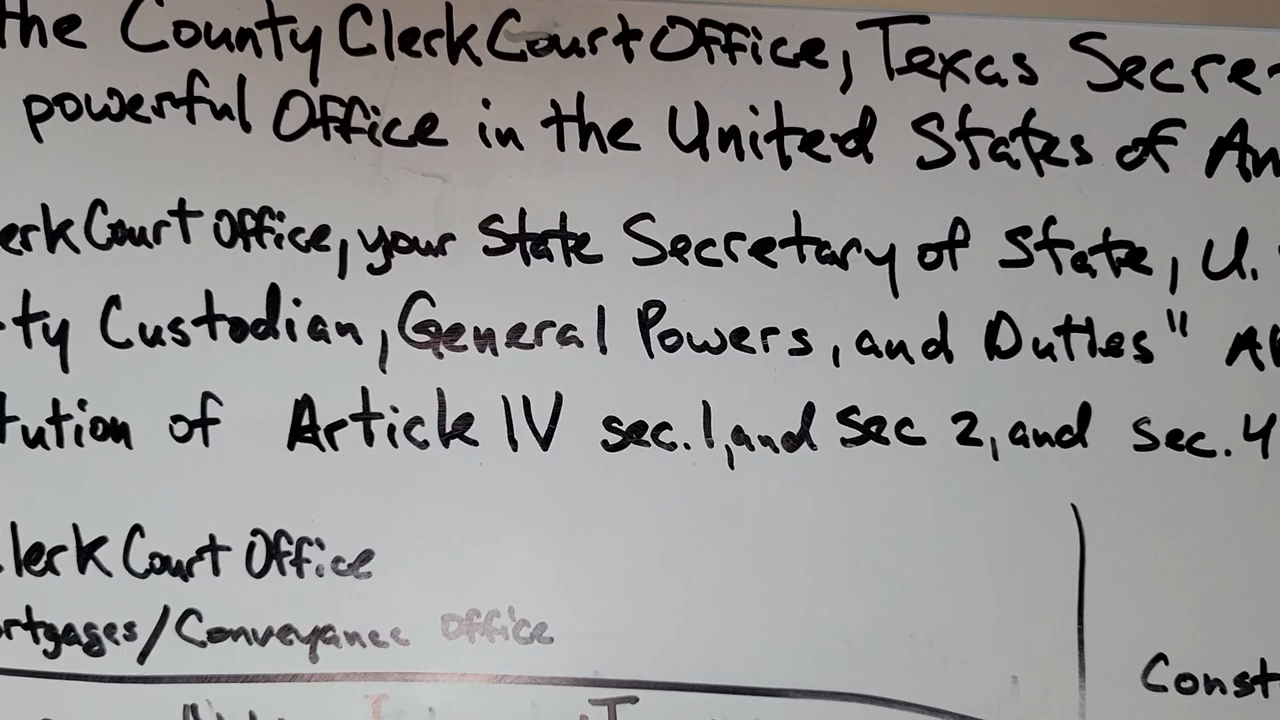 the County Clerk Court Office, Texas Secre-
powerful Office in the United States of Am
erk Court Office, your State Secretary of State, U.
ty Custodian, General Powers, and Duties" A
tution of Article IV sec. 1, and Sec 2, and sec. 4
lerk Court Office
rtgages/Conveyance office
Const